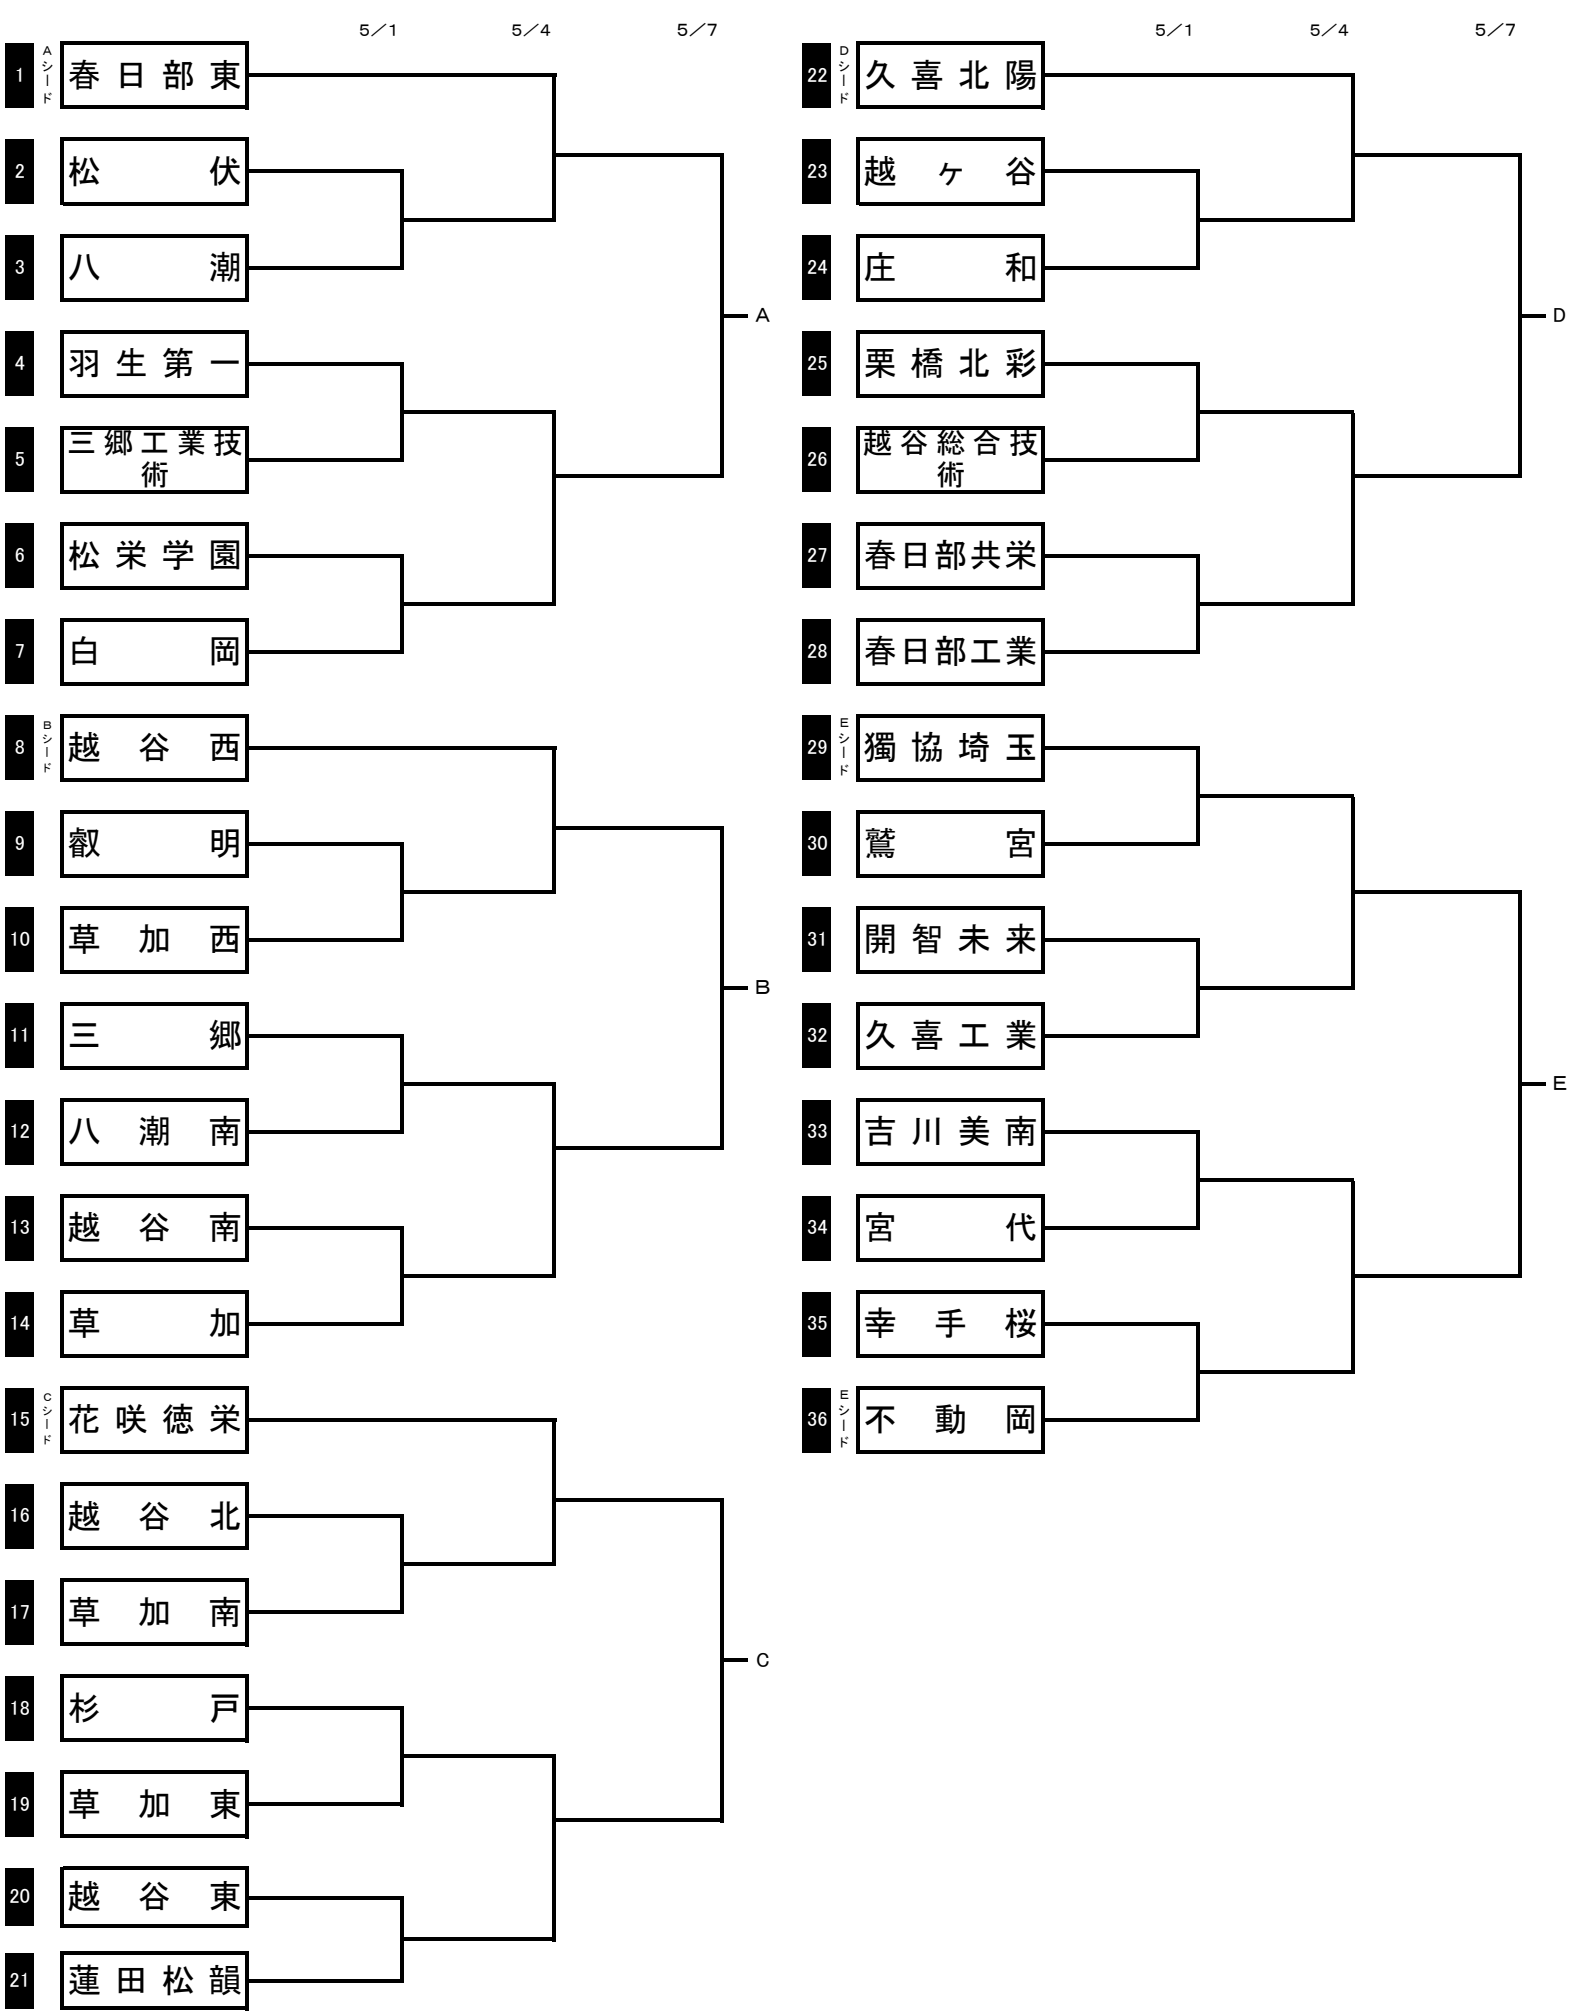 5／1 5／4 5／7
1 Aシード 春日部東
2 松伏
3 八潮
A
4 羽生第一
5 三郷工業技
術
6 松栄学園
7 白岡
8 Bシード 越谷西
9 叡明
10 草加西
B
11 三郷
12 八潮南
13 越谷南
14 草加
15 Cシード 花咲徳栄
16 越谷北
17 草加南
C
18 杉戸
19 草加東
20 越谷東
21 蓮田松韻
5／1 5／4 5／7
22 Dシード 久喜北陽
23 越ヶ谷
24 庄和
D
25 栗橋北彩
26 越谷総合技
術
27 春日部共栄
28 春日部工業
29 Eシード 獨協埼玉
30 鷲宮
31 開智未来
32 久喜工業
E
33 吉川美南
34 宮代
35 幸手桜
36 Eシード 不動岡